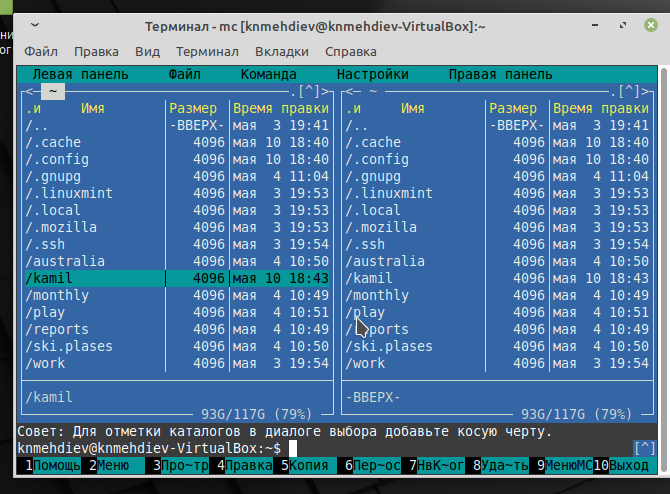 ни
ог
Терминал - mc [knmehdiev@knmehdiev-VirtualBox]:~
Файл Правка Вид Терминал Вкладки Справка
Левая панель Файл Команда Настройки Правая панель
<─ ~ .[^]> <─ ~ .[^]>
.и Имя Размер Время правки .и Имя Размер Время правки
/.. -ВВЕРХ- мая 3 19:41 /.. -ВВЕРХ- мая 3 19:41
/.cache 4096 мая 10 18:40 /.cache 4096 мая 10 18:40
/.config 4096 мая 10 18:40 /.config 4096 мая 10 18:40
/.gnupg 4096 мая 4 11:04 /.gnupg 4096 мая 4 11:04
/.linuxmint 4096 мая 3 19:53 /.linuxmint 4096 мая 3 19:53
/.local 4096 мая 3 19:53 /.local 4096 мая 3 19:53
/.mozilla 4096 мая 3 19:53 /.mozilla 4096 мая 3 19:53
/.ssh 4096 мая 3 19:54 /.ssh 4096 мая 3 19:54
/australia 4096 мая 4 10:50 /australia 4096 мая 4 10:50
/kamil 4096 мая 10 18:43 /kamil 4096 мая 10 18:43
/monthly 4096 мая 4 10:49 /monthly 4096 мая 4 10:49
/play 4096 мая 4 10:51 /play 4096 мая 4 10:51
/reports 4096 мая 4 10:49 /reports 4096 мая 4 10:49
/ski.plases 4096 мая 4 10:50 /ski.plases 4096 мая 4 10:50
/work 4096 мая 3 19:54 /work 4096 мая 3 19:54
/kamil -ВВЕРХ-
93G/117G (79%) 93G/117G (79%)
Совет: Для отметки каталогов в диалоге выбора добавьте косую черту.
knmehdiev@knmehdiev-VirtualBox:~$ [^]
1Помощь 2Меню 3Про~тр 4Правка 5Копия 6Пер~ос 7НвК~ог 8Уда~ть 9МенюМС 10Выход